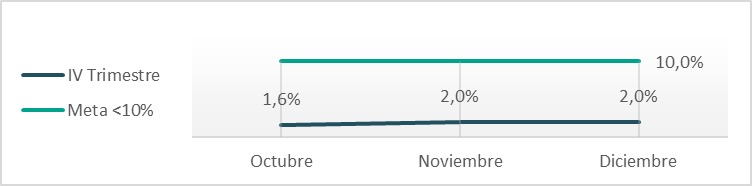 IV Trimestre
Meta <10%
10,0%
1,6%
2,0%
2,0%
Octubre
Noviembre
Diciembre